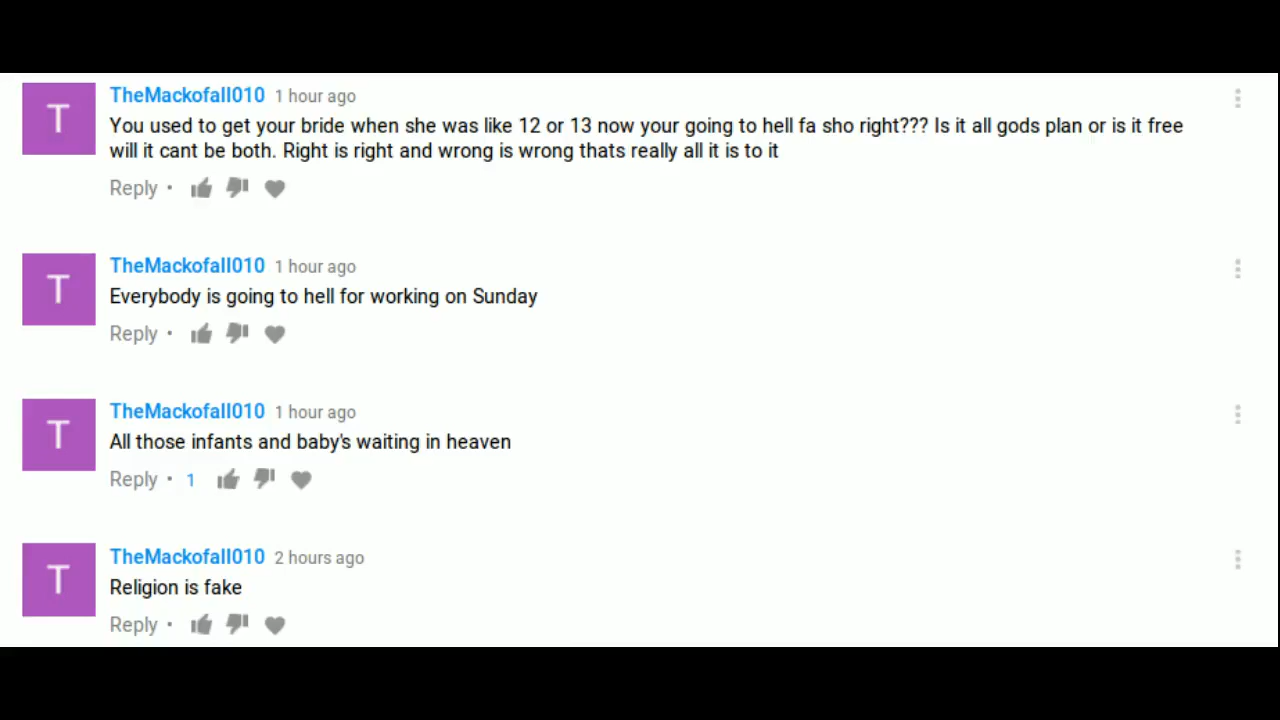 T
TheMackofall010 1 hour ago
You used to get your bride when she was like 12 or 13 now your going to hell fa sho right??? Is it all gods plan or is it free
will it cant be both. Right is right and wrong is wrong thats really all it is to it
Reply •
T
TheMackofall010 1 hour ago
Everybody is going to hell for working on Sunday
Reply •
T
TheMackofall010 1 hour ago
All those infants and baby's waiting in heaven
Reply • 1
T
TheMackofall010 2 hours ago
Religion is fake
Reply •